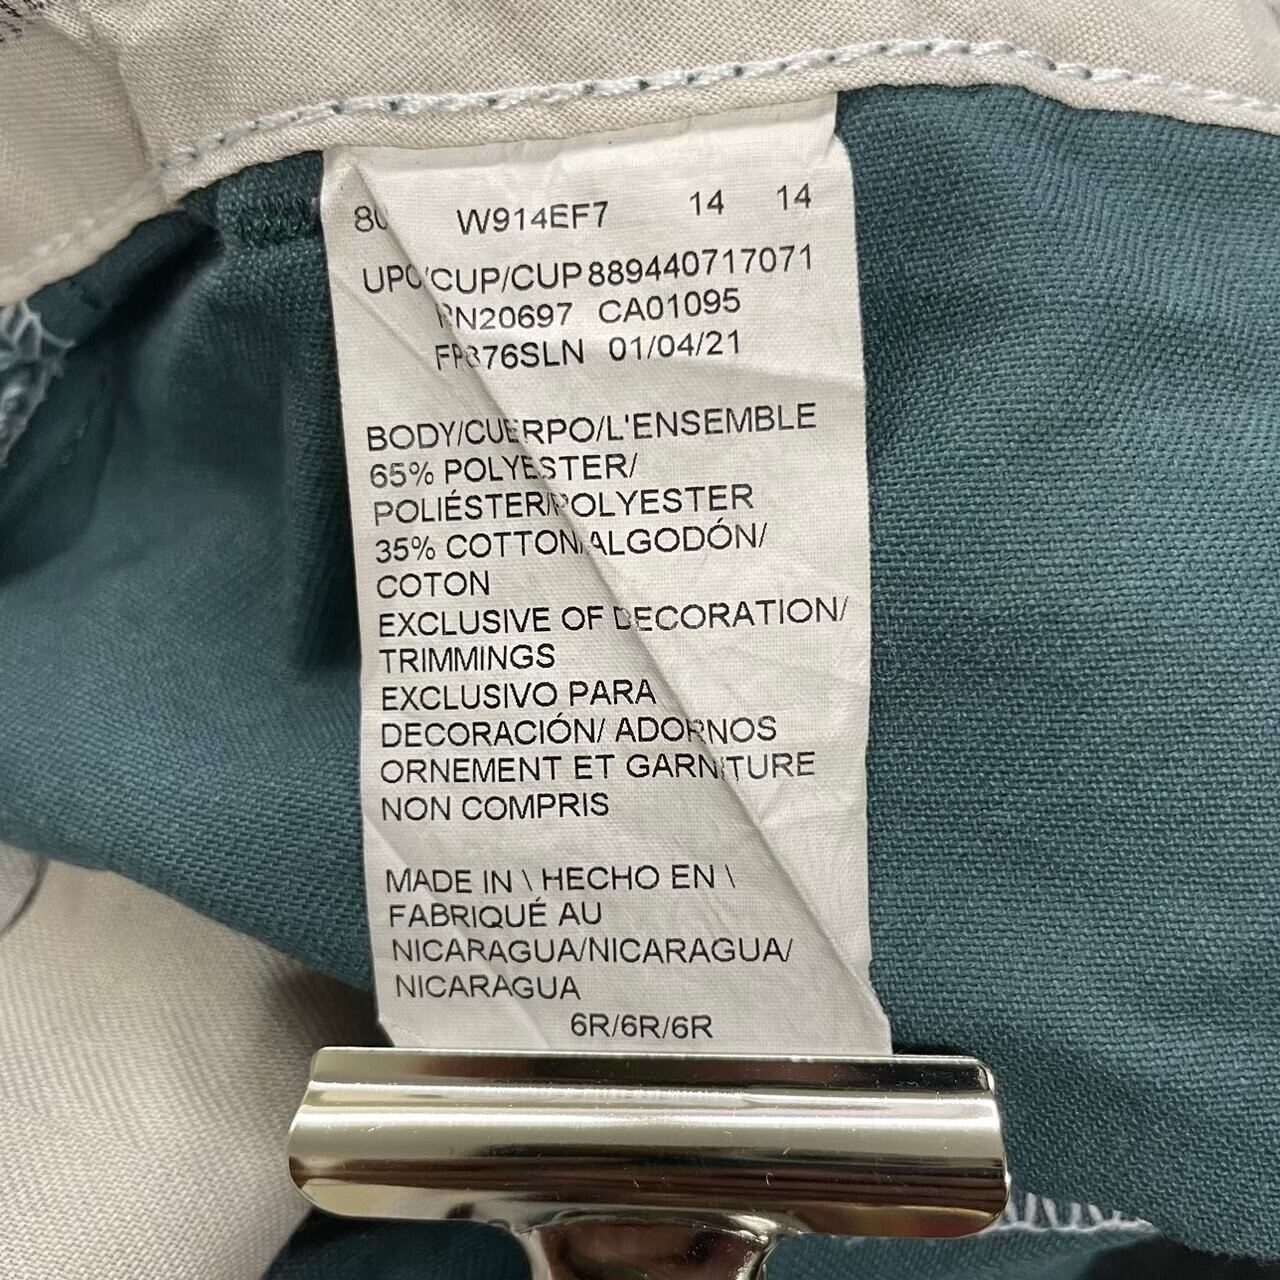 W914EF7 14 14
UPC/CUP/CUP 889440717071
RN20697 CA01095
01/04/21
BODY/CUERPO/L'ENSEMBLE
65% POLYESTER/
POLIÉSTER/POLYESTER
35% COTTON/ALGODÓN/
COTON
EXCLUSIVE OF DECORATION/
TRIMMINGS
EXCLUSIVO PARA
DECORACIÓN/ ADORNOS
ORNEMENT ET GARNITURE
NON COMPRIS
MADE IN \ HECHO EN \
FABRIQUÉ AU
NICARAGUA/NICARAGUA/
NICARAGUA
6R/6R/6R